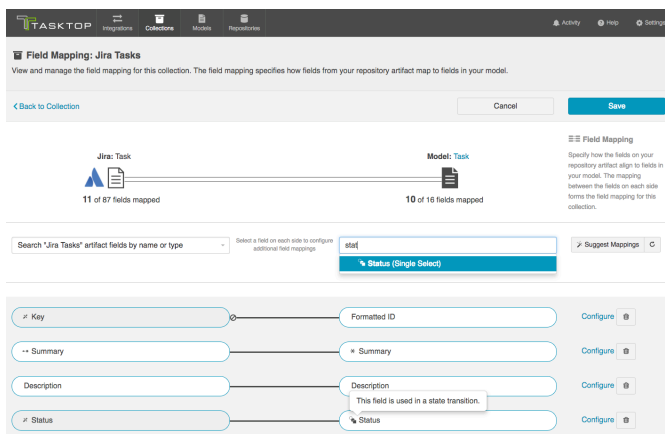 TASKTOP
Integrations
Collections
Models
Repositories
Activity
Help
Settings
Field Mapping: Jira Tasks
View and manage the field mapping for this collection. The field mapping specifies how fields from your repository artifact map to fields in your model.
Back to Collection
Cancel
Save
Jira: Task
Model: Task
11 of 87 fields mapped
10 of 16 fields mapped
Field Mapping
Specify how the fields on your
repository artifact align to fields in
your model. The mapping
between the fields on each side
forms the field mapping for this
collection.
Search "Jira Tasks" artifact fields by name or type
Select a field on each side to configure
additional field mappings
stat
Status (Single Select)
Suggest Mappings
Key
Formatted ID
Configure
Summary
Summary
Configure
Description
Description
Configure
This field is used in a state transition.
Status
Status
Configure